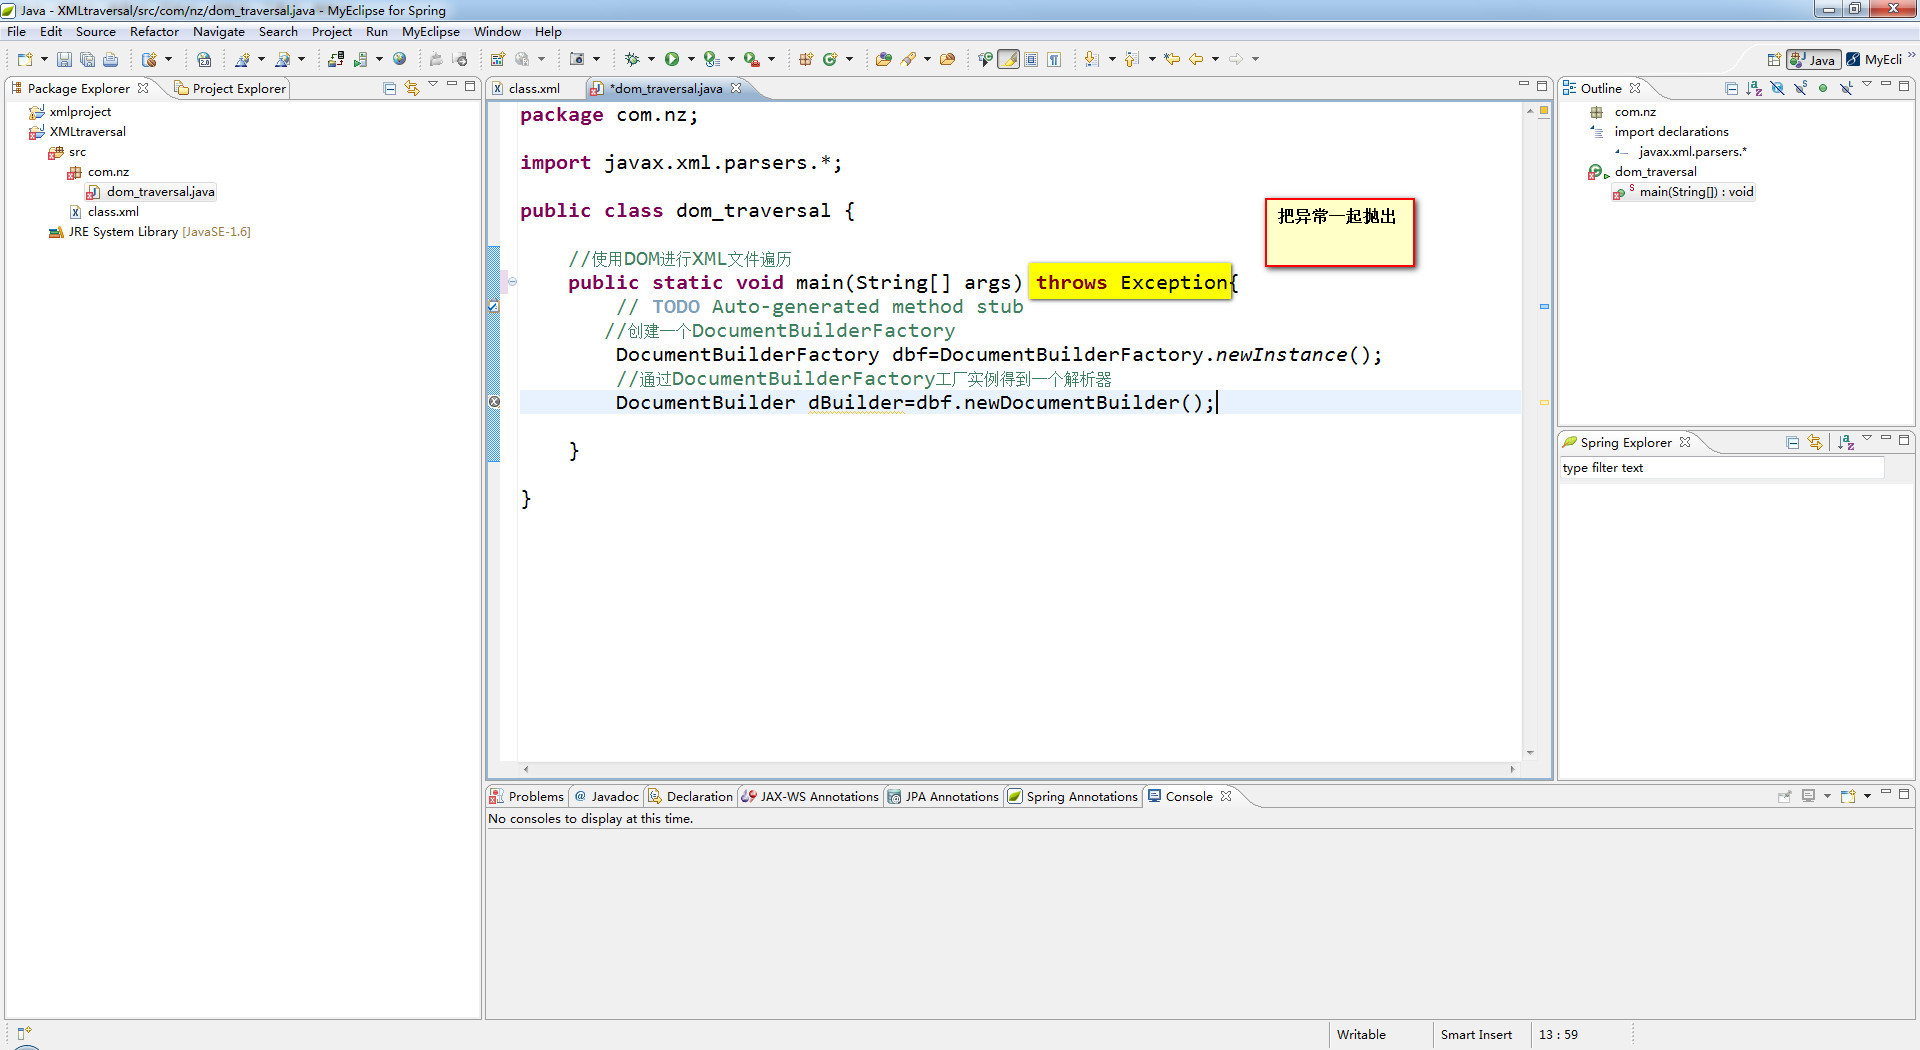 Java - XMLtraversal/src/com/nz/dom_traversal.java - MyEclipse for Spring
File Edit Source Refactor Navigate Search Project Run MyEclipse Window Help
Java MyEcli
Package Explorer Project Explorer
xmlproject
XMLtraversal
src
com.nz
dom_traversal.java
class.xml
JRE System Library [JavaSE-1.6]
class.xml *dom_traversal.java
package com.nz;
import javax.xml.parsers.*;
public class dom_traversal {
//使用DOM进行XML文件遍历
public static void main(String[] args) throws Exception{
// TODO Auto-generated method stub
//创建一个DocumentBuilderFactory
DocumentBuilderFactory dbf=DocumentBuilderFactory.newInstance();
//通过DocumentBuilderFactory工厂实例得到一个解析器
DocumentBuilder dBuilder=dbf.newDocumentBuilder();
}
}
把异常一起抛出
Outline
com.nz
import declarations
javax.xml.parsers.*
dom_traversal
main(String[]) : void
Spring Explorer
type filter text
Problems @ Javadoc Declaration JAX-WS Annotations JPA Annotations Spring Annotations Console
No consoles to display at this time.
Writable Smart Insert 13 : 59